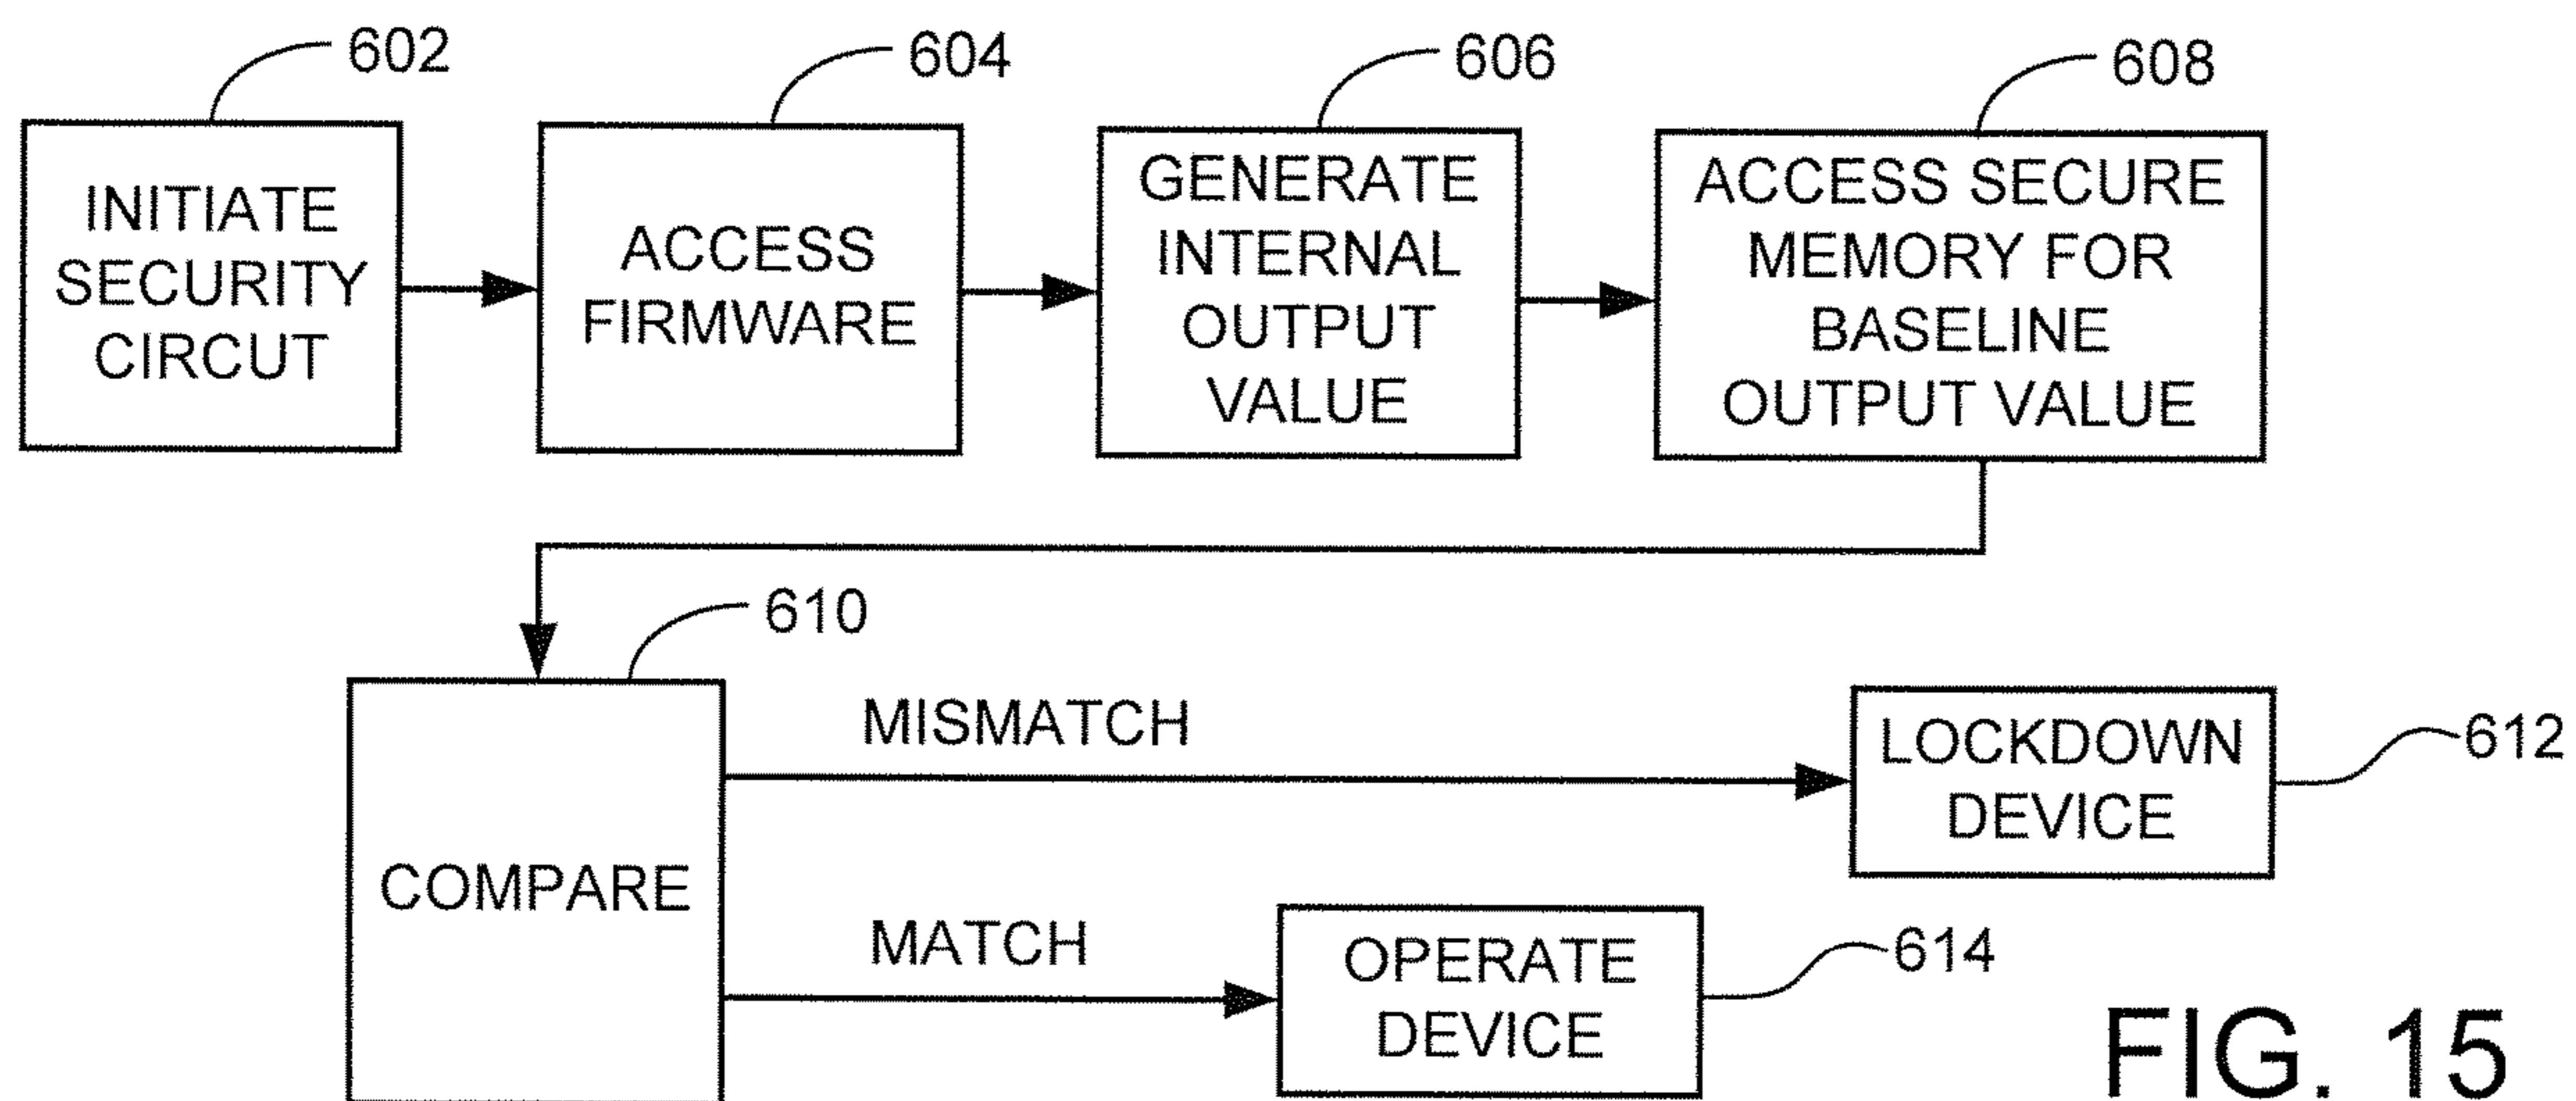 602
INITIATE
SECURITY
CIRCUT
604
ACCESS
FIRMWARE
606
GENERATE
INTERNAL
OUTPUT
VALUE
608
ACCESS SECURE
MEMORY FOR
BASELINE
OUTPUT VALUE
610
COMPARE
MISMATCH
LOCKDOWN
DEVICE
612
MATCH
OPERATE
DEVICE
614
FIG. 15